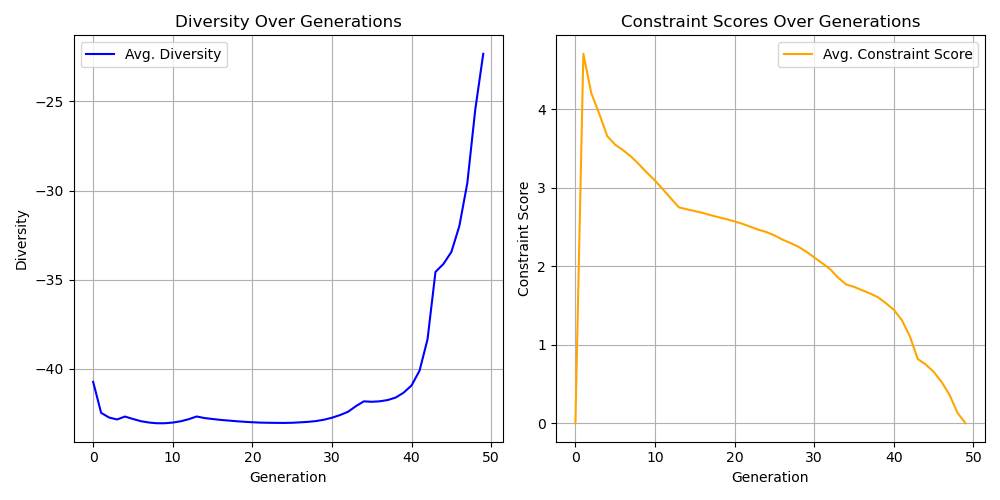 Diversity Over Generations
Avg. Diversity
Diversity
−25
−30
−35
−40
0 10 20 30 40 50
Generation
Constraint Scores Over Generations
Avg. Constraint Score
Constraint Score
4
3
2
1
0
0 10 20 30 40 50
Generation